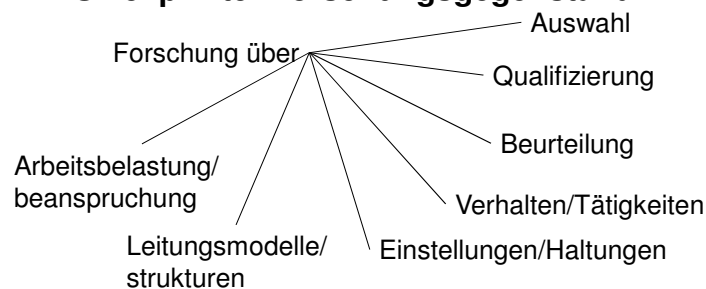 Auswahl
Forschung über
Qualifizierung
Beurteilung
Arbeitsbelastung/
beanspruchung
Verhalten/Tätigkeiten
Leitungsmodelle/
strukturen
Einstellungen/Haltungen